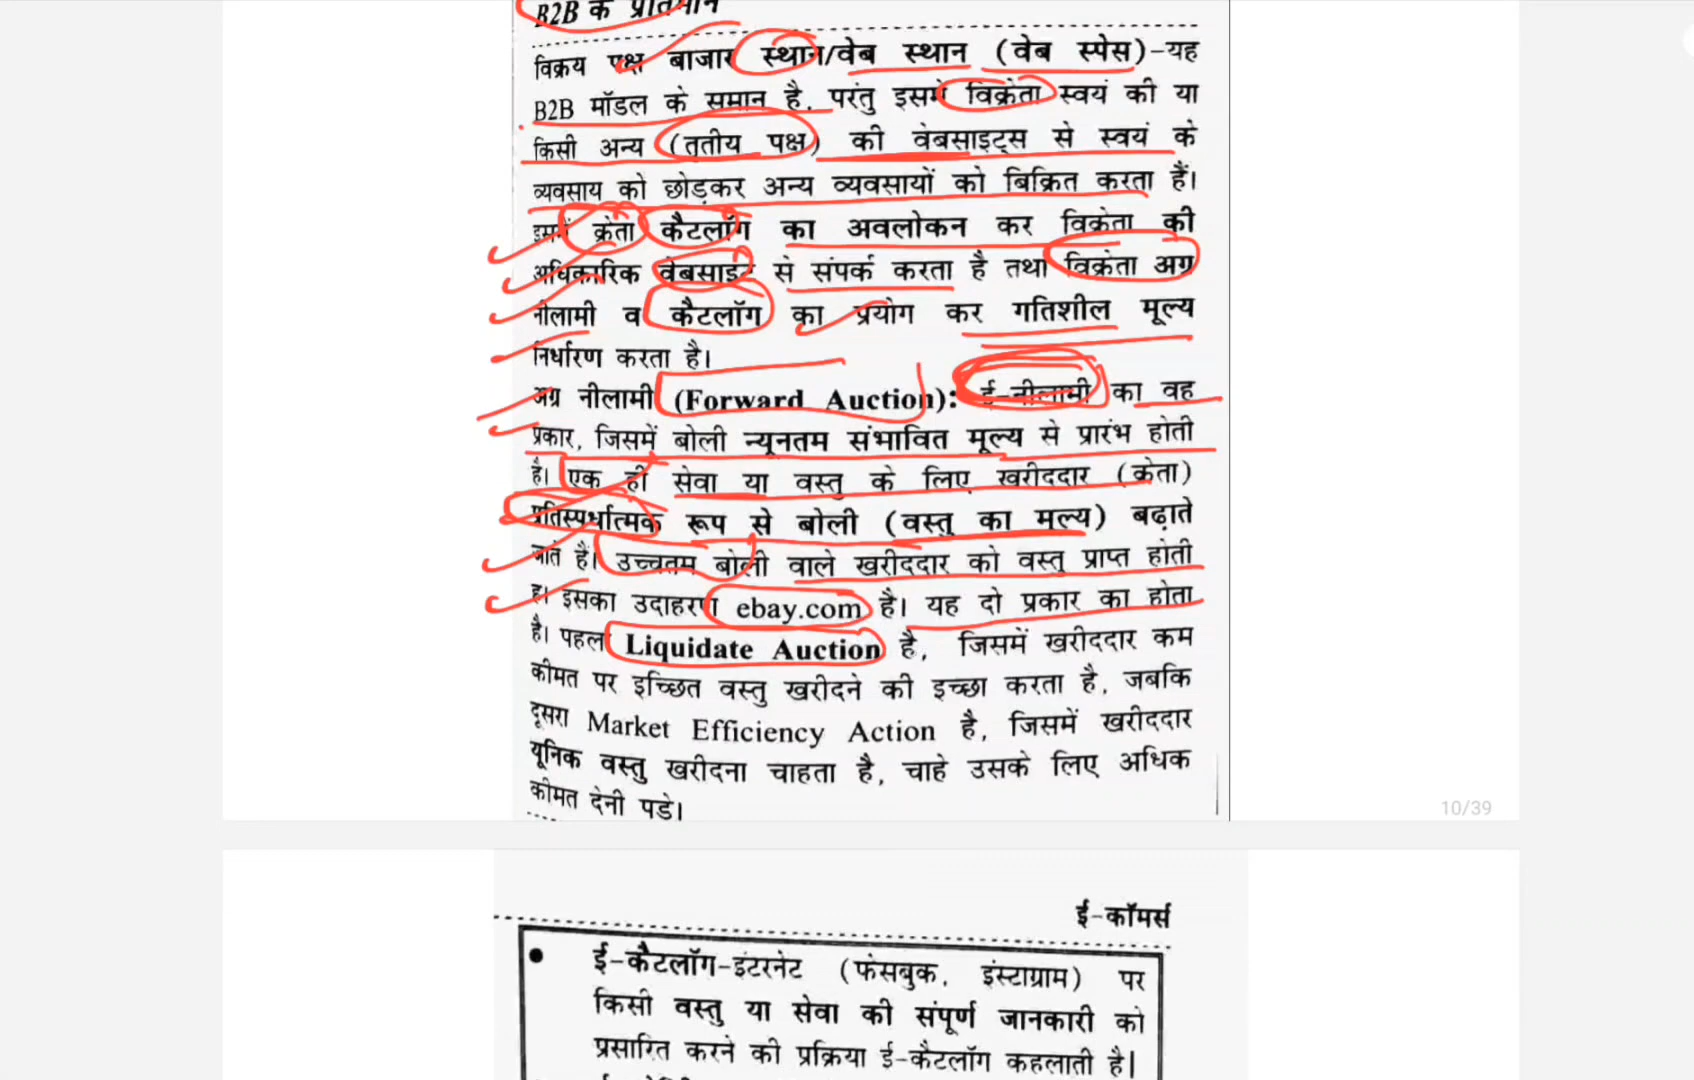 B2B के प्रतिमान
विक्रय पक्ष बाजार स्थान/वेब स्थान (वेब स्पेस)-यह
B2B मॉडल के समान है, परंतु इसमें विक्रेता स्वयं की या
किसी अन्य (तृतीय पक्ष) की वेबसाइट्स से स्वयं के
व्यवसाय को छोड़कर अन्य व्यवसायों को बिक्रित करता हैं।
इसमें क्रेता कैटलॉग का अवलोकन कर विक्रेता की
अधिकारिक वेबसाइट से संपर्क करता है तथा विक्रेता अग्र
नीलामी व कैटलॉग का प्रयोग कर गतिशील मूल्य
निर्धारण करता है।
अग्र नीलामी (Forward Auction): ई-नीलामी का वह
प्रकार, जिसमें बोली न्यूनतम संभावित मूल्य से प्रारंभ होती
है। एक ही सेवा या वस्तु के लिए खरीददार (क्रेता)
प्रतिस्पर्धात्मक रूप से बोली (वस्तु का मूल्य) बढ़ाते
जाते है। उच्चतम बोली वाले खरीददार को वस्तु प्राप्त होती
है। इसका उदाहरण ebay.com है। यह दो प्रकार का होता
है। पहला Liquidate Auction है, जिसमें खरीददार कम
कीमत पर इच्छित वस्तु खरीदने की इच्छा करता है, जबकि
दूसरा Market Efficiency Action है, जिसमें खरीददार
यूनिक वस्तु खरीदना चाहता है, चाहे उसके लिए अधिक
कीमत देनी पडे।
10/39
ई-कॉमर्स
● ई-कैटलॉग-इंटरनेट (फेसबुक, इंस्टाग्राम) पर
किसी वस्तु या सेवा की संपूर्ण जानकारी को
प्रसारित करने की प्रक्रिया ई-कैटलॉग कहलाती है।